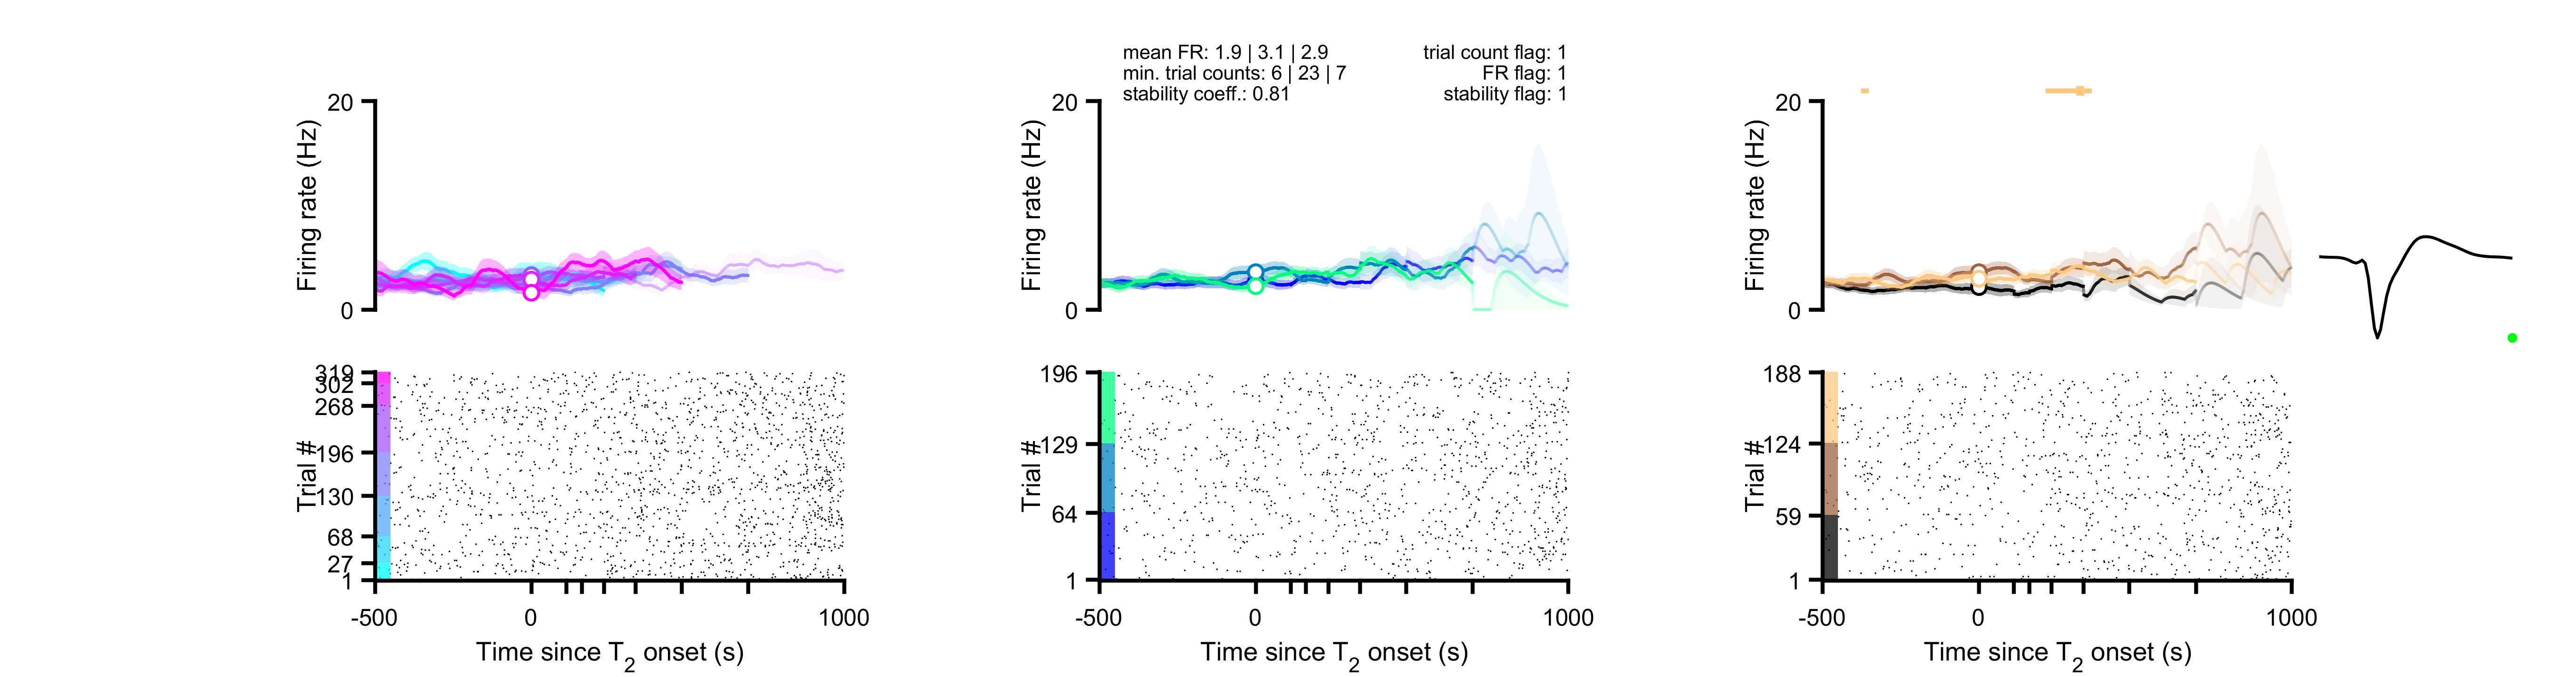 mean FR: 1.9 | 3.1 | 2.9
min. trial counts: 6 | 23 | 7
stability coeff.: 0.81
trial count flag: 1
FR flag: 1
stability flag: 1
20
Firing rate (Hz)
0
319
302
268
196
130
68
27
1
Trial #
-500
0
1000
Time since T2 onset (s)
20
Firing rate (Hz)
0
196
129
64
1
Trial #
-500
0
1000
Time since T2 onset (s)
20
Firing rate (Hz)
0
188
124
59
1
Trial #
-500
0
1000
Time since T2 onset (s)